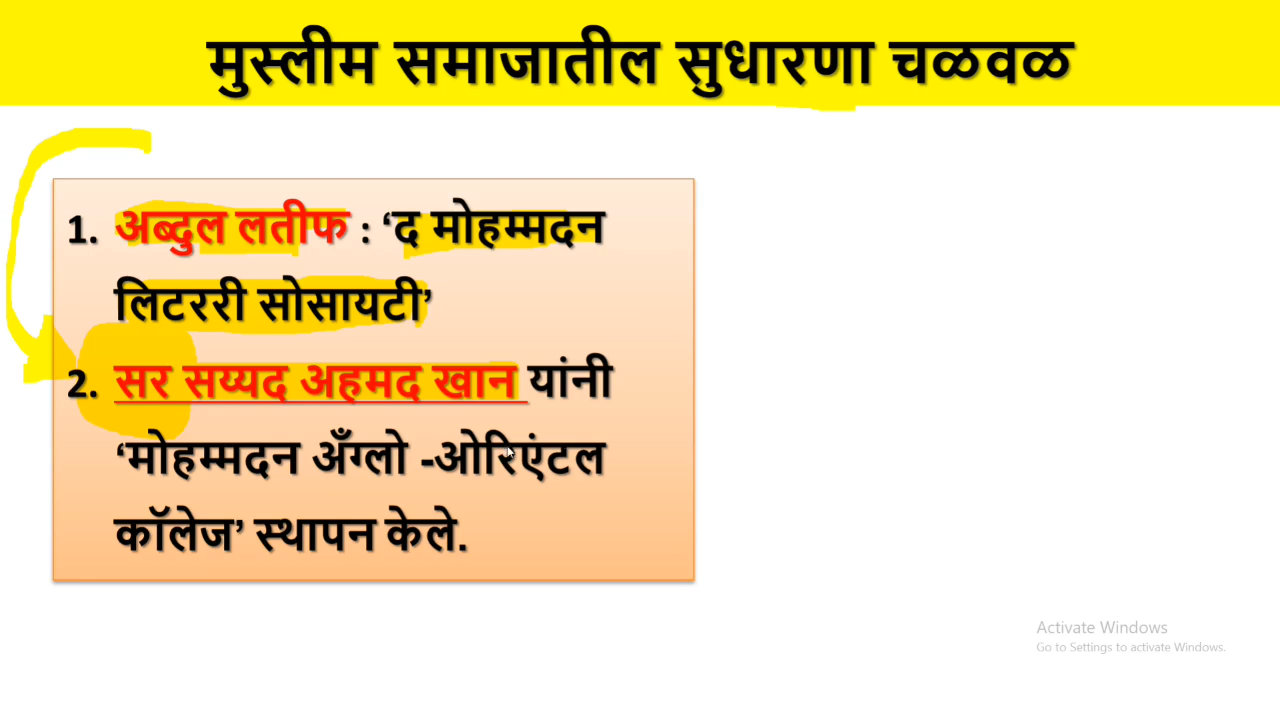 मुस्लीम समाजातील सुधारणा चळवळ
1. अब्दुल लतीफ : ‘द मोहम्मदन
लिटररी सोसायटी’
2. सर सय्यद अहमद खान यांनी
‘मोहम्मदन अँग्लो -ओरिएंटल
कॉलेज’ स्थापन केले.
Activate Windows
Go to Settings to activate Windows.